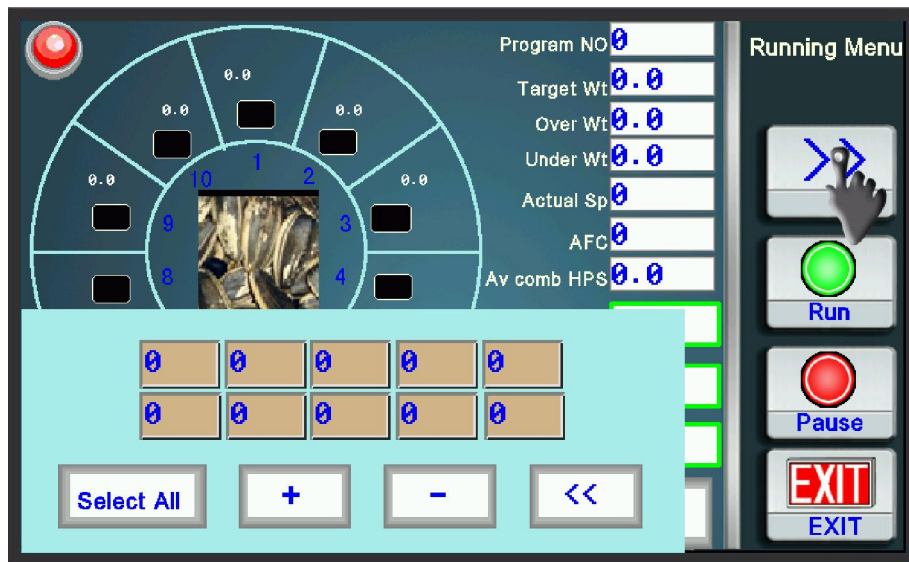 Program NO 0
Running Menu
Target Wt 0.0
Over Wt 0.0
Under Wt 0.0
Actual Sp 0
AFC 0
Av comb HPS 0.0
0.0
0.0
0.0
0.0
0.0
1
10
2
9
3
8
4
>>
Run
Pause
EXIT
EXIT
0 0 0 0 0
0 0 0 0 0
Select All + - <<